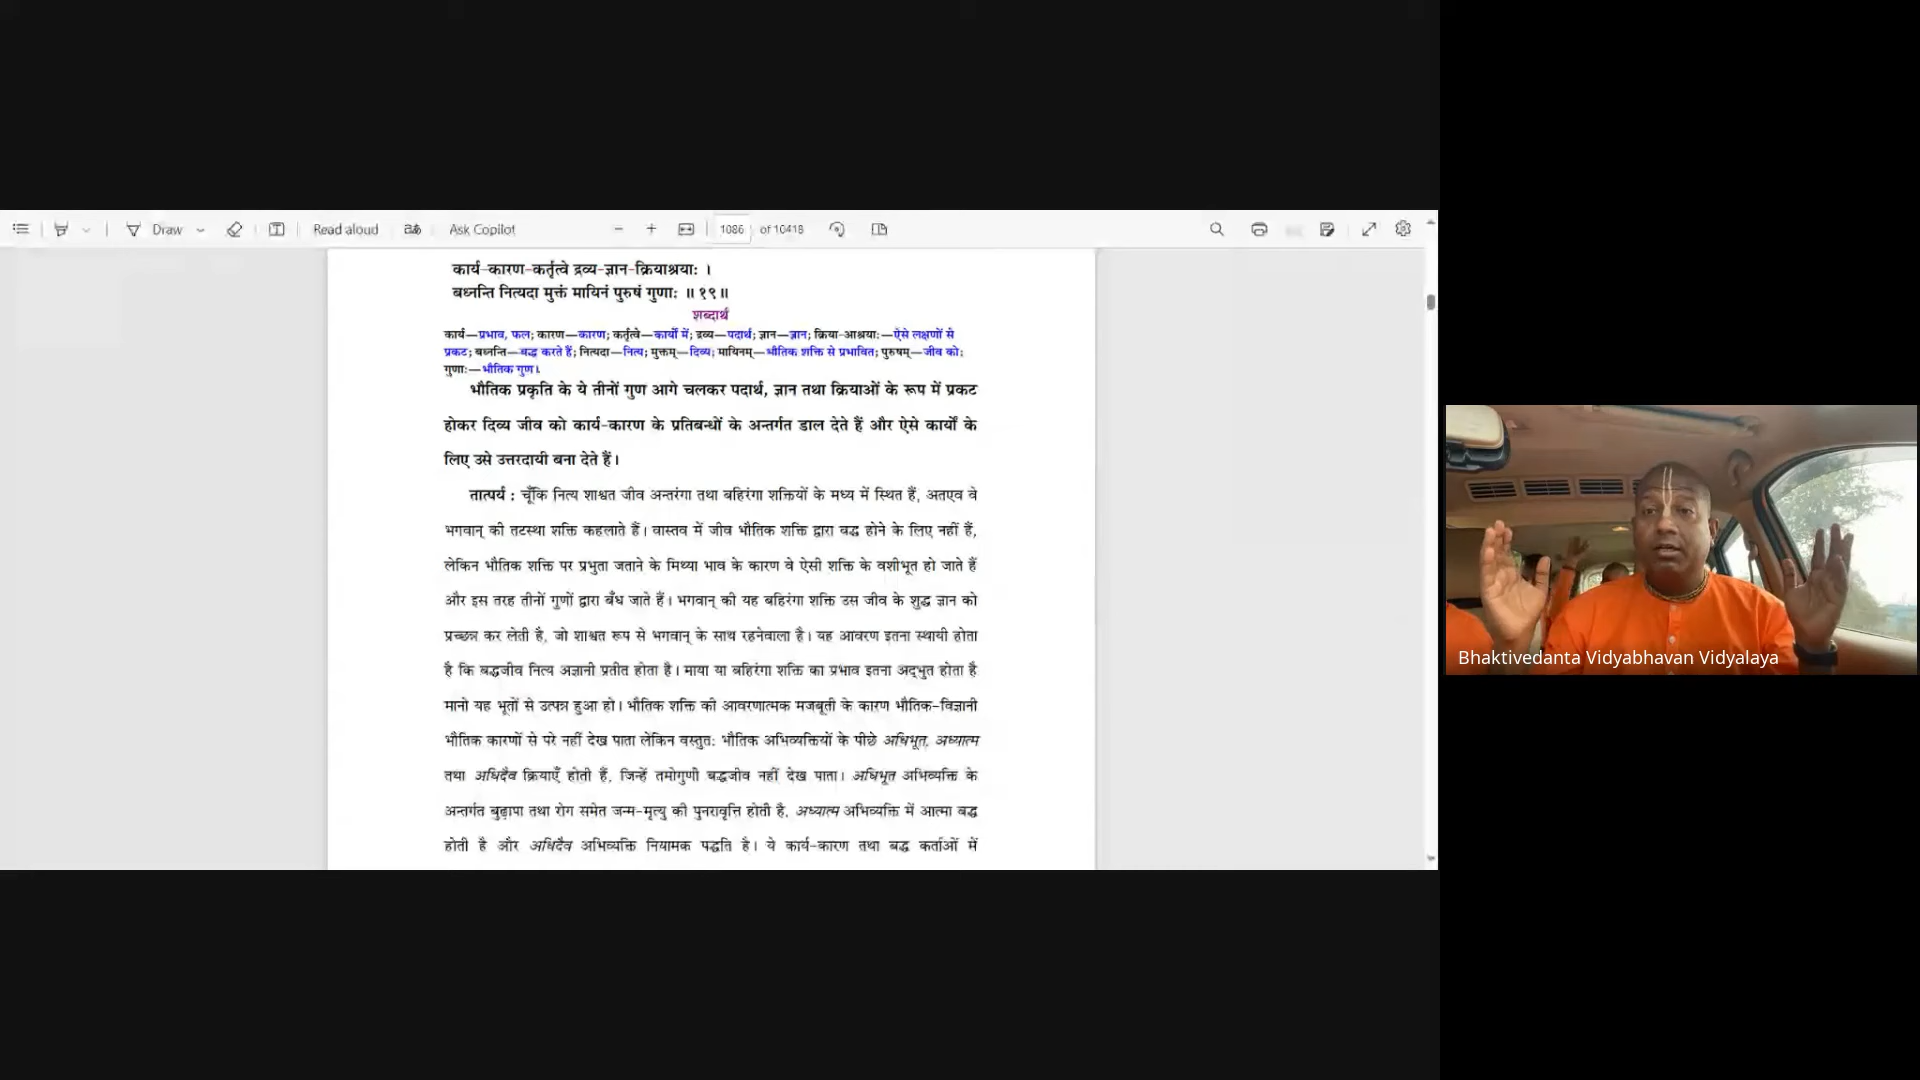 Draw
Read aloud
Ask Copilot
1086 of 10418
कार्य-कारण-कर्तृत्वे द्रव्य-ज्ञान-क्रियाश्रयाः ।
बध्नन्ति नित्यदा मुक्तं मायिनं पुरुषं गुणाः ॥ १९॥
शब्दार्थ
कार्य—प्रभाव, फल; कारण—कारण; कर्तृत्वे—कार्यों में; द्रव्य—पदार्थ; ज्ञान—ज्ञान; क्रिया-आश्रयाः—ऐसे लक्षणों से
प्रकट; बध्नन्ति—बद्ध करते हैं; नित्यदा—नित्य; मुक्तम्—दिव्य; मायिनम्—भौतिक शक्ति से प्रभावित; पुरुषम्—जीव को;
गुणाः—भौतिक गुण।
भौतिक प्रकृति के ये तीनों गुण आगे चलकर पदार्थ, ज्ञान तथा क्रियाओं के रूप में प्रकट
होकर दिव्य जीव को कार्य-कारण के प्रतिबन्धों के अन्तर्गत डाल देते हैं और ऐसे कार्यों के
लिए उसे उत्तरदायी बना देते हैं।
तात्पर्य : चूँकि नित्य शाश्वत जीव अन्तरंगा तथा बहिरंगा शक्तियों के मध्य में स्थित हैं, अतएव वे
भगवान् की तटस्था शक्ति कहलाते हैं। वास्तव में जीव भौतिक शक्ति द्वारा बद्ध होने के लिए नहीं हैं,
लेकिन भौतिक शक्ति पर प्रभुता जताने के मिथ्या भाव के कारण वे ऐसी शक्ति के वशीभूत हो जाते हैं
और इस तरह तीनों गुणों द्वारा बँध जाते हैं। भगवान् की यह बहिरंगा शक्ति उस जीव के शुद्ध ज्ञान को
प्रच्छन्न कर लेती है, जो शाश्वत रूप से भगवान् के साथ रहनेवाला है। यह आवरण इतना स्थायी होता
है कि बद्धजीव नित्य अज्ञानी प्रतीत होता है। माया या बहिरंगा शक्ति का प्रभाव इतना अद्भुत होता है
मानो यह भूतों से उत्पन्न हुआ हो। भौतिक शक्ति की आवरणात्मक मजबूती के कारण भौतिक-विज्ञानी
भौतिक कारणों से परे नहीं देख पाता लेकिन वस्तुतः भौतिक अभिव्यक्तियों के पीछे अधिभूत, अध्यात्म
तथा अधिदैव क्रियाएँ होती हैं, जिन्हें तमोगुणी बद्धजीव नहीं देख पाता। अधिभूत अभिव्यक्ति के
अन्तर्गत बुढ़ापा तथा रोग समेत जन्म-मृत्यु की पुनरावृत्ति होती है, अध्यात्म अभिव्यक्ति में आत्मा बद्ध
होती है और अधिदैव अभिव्यक्ति नियामक पद्धति है। ये कार्य-कारण तथा बद्ध कर्ताओं में
Bhaktivedanta Vidyabhavan Vidyalaya